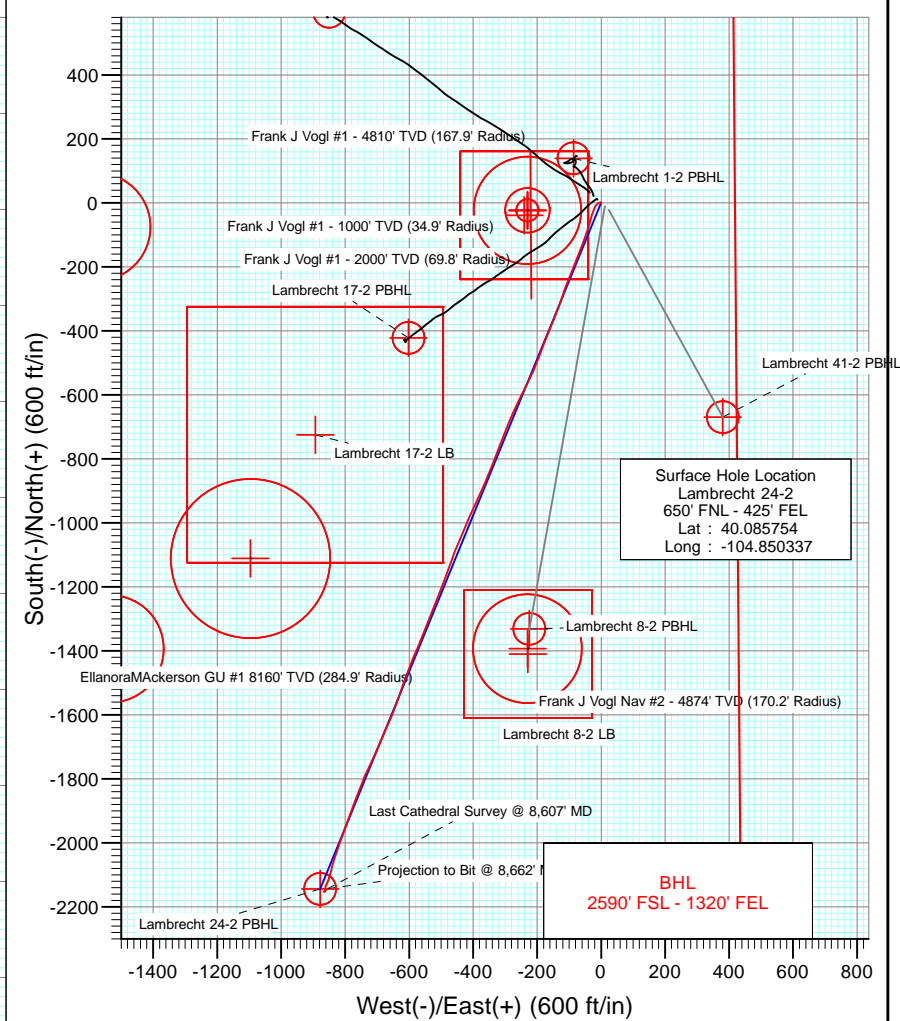 400
200
0
-200
-400
-600
-800
-1000
-1200
-1400
-1600
-1800
-2000
-2200
South(-)/North(+) (600 ft/in)
Frank J Vogl #1 - 4810' TVD (167.9' Radius)
Lambrecht 1-2 PBHL
Frank J Vogl #1 - 1000' TVD (34.9' Radius)
Frank J Vogl #1 - 2000' TVD (69.8' Radius)
Lambrecht 17-2 PBHL
Lambrecht 41-2 PBHL
Lambrecht 17-2 LB
Surface Hole Location
Lambrecht 24-2
650' FNL - 425' FEL
Lat : 40.085754
Long : -104.850337
Lambrecht 8-2 PBHL
EllanoraMAckerson GU #1 8160' TVD (284.9' Radius)
Frank J Vogl Nav #2 - 4874' TVD (170.2' Radius)
Lambrecht 8-2 LB
Last Cathedral Survey @ 8,607' MD
Projection to Bit @ 8,662'
BHL
2590' FSL - 1320' FEL
Lambrecht 24-2 PBHL
-1400 -1200 -1000 -800 -600 -400 -200 0 200 400 600 800
West(-)/East(+) (600 ft/in)